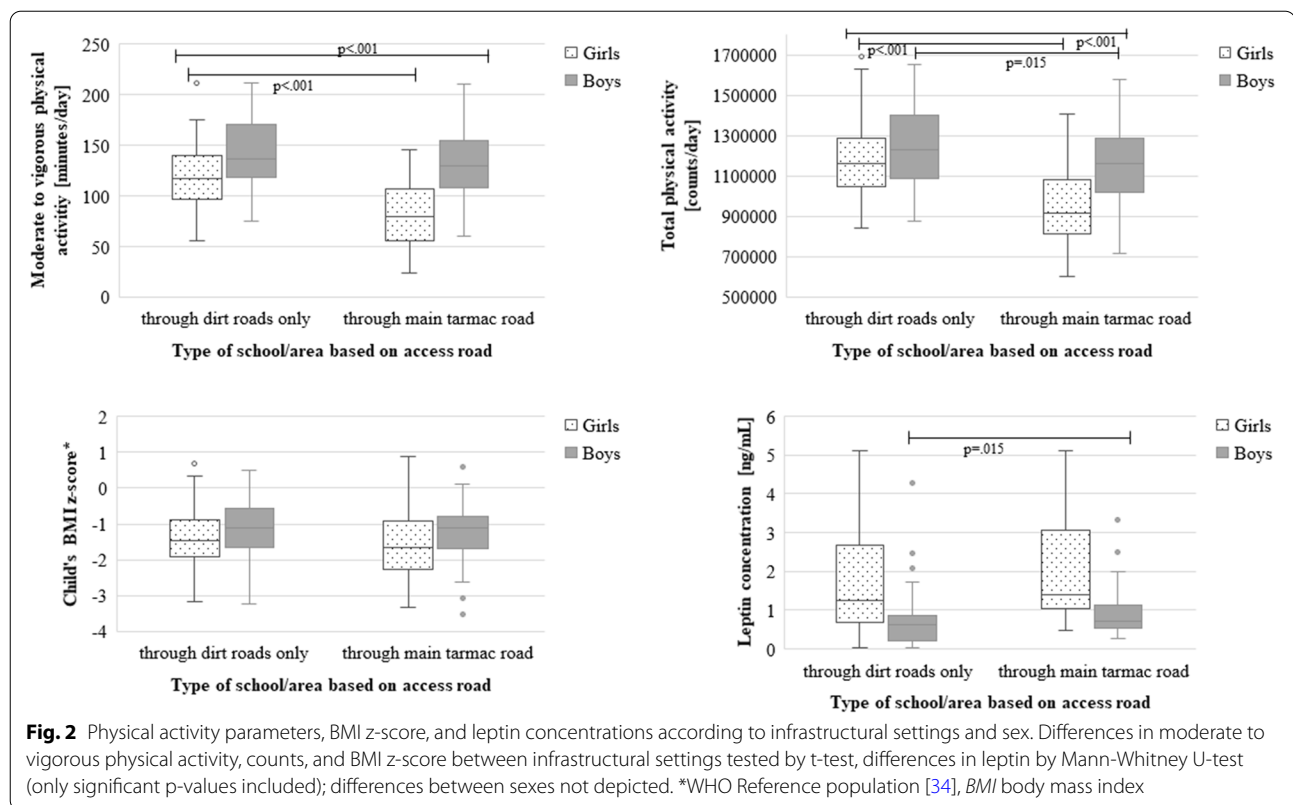 250
200
150
100
50
0
Moderate to vigorous physical
activitiy [minutes/day]
p<.001
p<.001
Girls
Boys
through dirt roads only
through main tarmac road
Type of school/area based on access road
1700000
1500000
1300000
1100000
900000
700000
500000
Total physical activity
[counts/day]
p<.001
p<.001
p=.015
Girls
Boys
through dirt roads only
through main tarmac road
Type of school/area based on access road
2
1
0
-1
-2
-3
-4
Child's BMI z-score*
Girls
Boys
through dirt roads only
through main tarmac road
Type of school/area based on access road
6
5
4
3
2
1
0
Leptin concentration [ng/mL]
p=.015
Girls
Boys
through dirt roads only
through main tarmac road
Type of school/area based on access road
Fig. 2 Physical activity parameters, BMI z-score, and leptin concentrations according to infrastructural settings and sex. Differences in moderate to
vigorous physical activity, counts, and BMI z-score between infrastructural settings tested by t-test, differences in leptin by Mann-Whitney U-test
(only significant p-values included); differences between sexes not depicted. *WHO Reference population [34], BMI body mass index